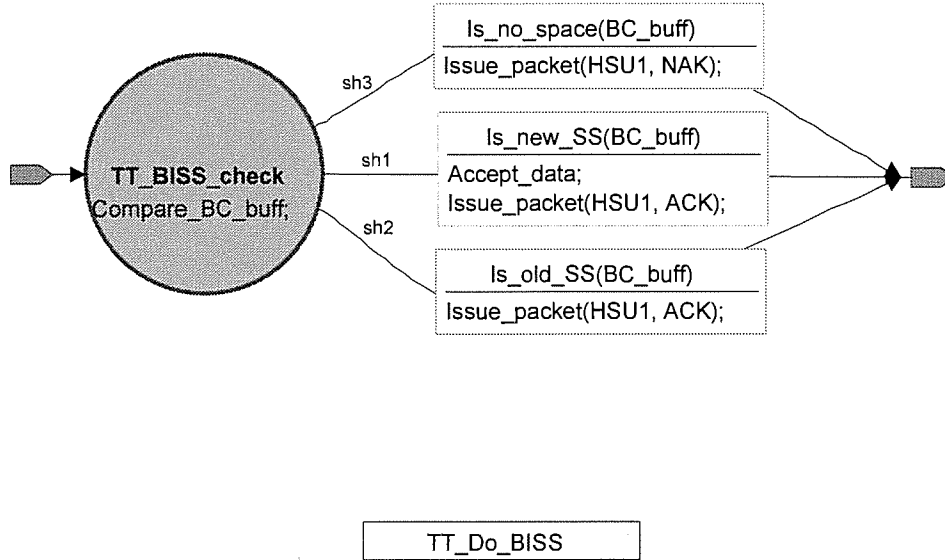 Is_no_space(BC_buff)
Issue_packet(HSU1, NAK);
sh3
Is_new_SS(BC_buff)
sh1
TT_BISS_check
Accept_data;
Compare_BC_buff;
Issue_packet(HSU1, ACK);
sh2
Is_old_SS(BC_buff)
Issue_packet(HSU1, ACK);
TT_Do_BISS